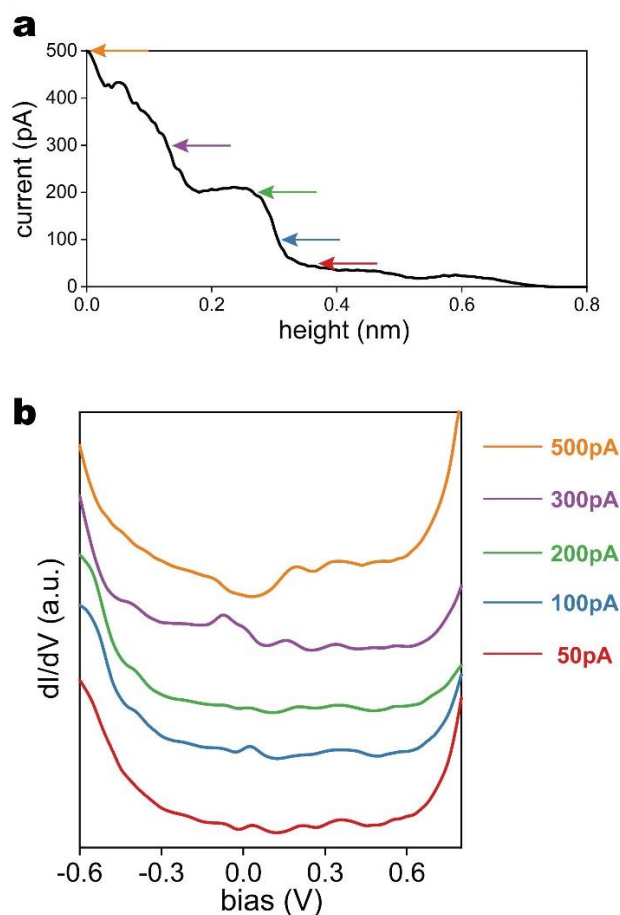 a
500
400
300
200
100
0
current (pA)
0.0 0.2 0.4 0.6 0.8
height (nm)
b
dI/dV (a.u.)
500pA
300pA
200pA
100pA
50pA
-0.6 -0.3 0.0 0.3 0.6
bias (V)